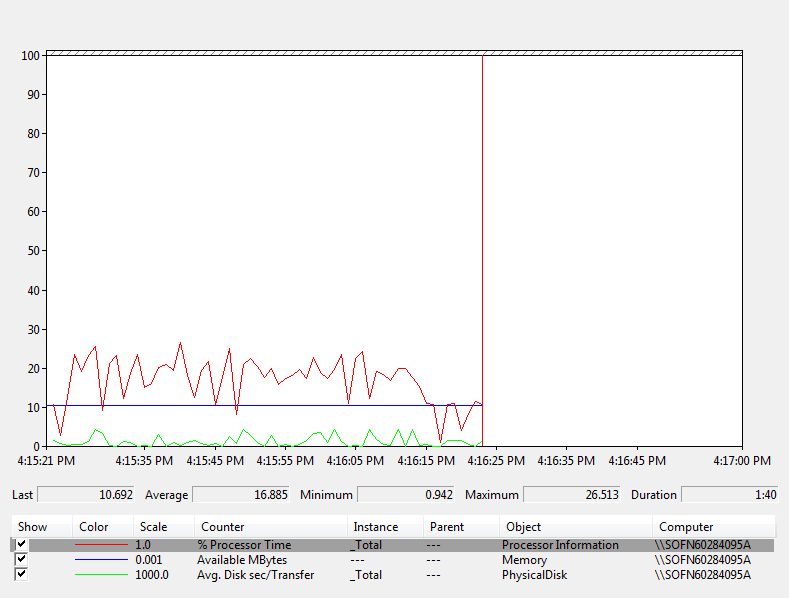 100
90
80
70
60
50
40
30
20
10
0
4:15:21 PM 4:15:35 PM 4:15:45 PM 4:15:55 PM 4:16:05 PM 4:16:15 PM 4:16:25 PM 4:16:35 PM 4:16:45 PM 4:17:00 PM
Last 10.692 Average 16.885 Minimum 0.942 Maximum 26.513 Duration 1:40
Show Color Scale Counter Instance Parent Object Computer
1.0 % Processor Time _Total --- Processor Information \\SOFN60284095A
0.001 Available MBytes --- --- Memory \\SOFN60284095A
1000.0 Avg. Disk sec/Transfer _Total --- PhysicalDisk \\SOFN60284095A